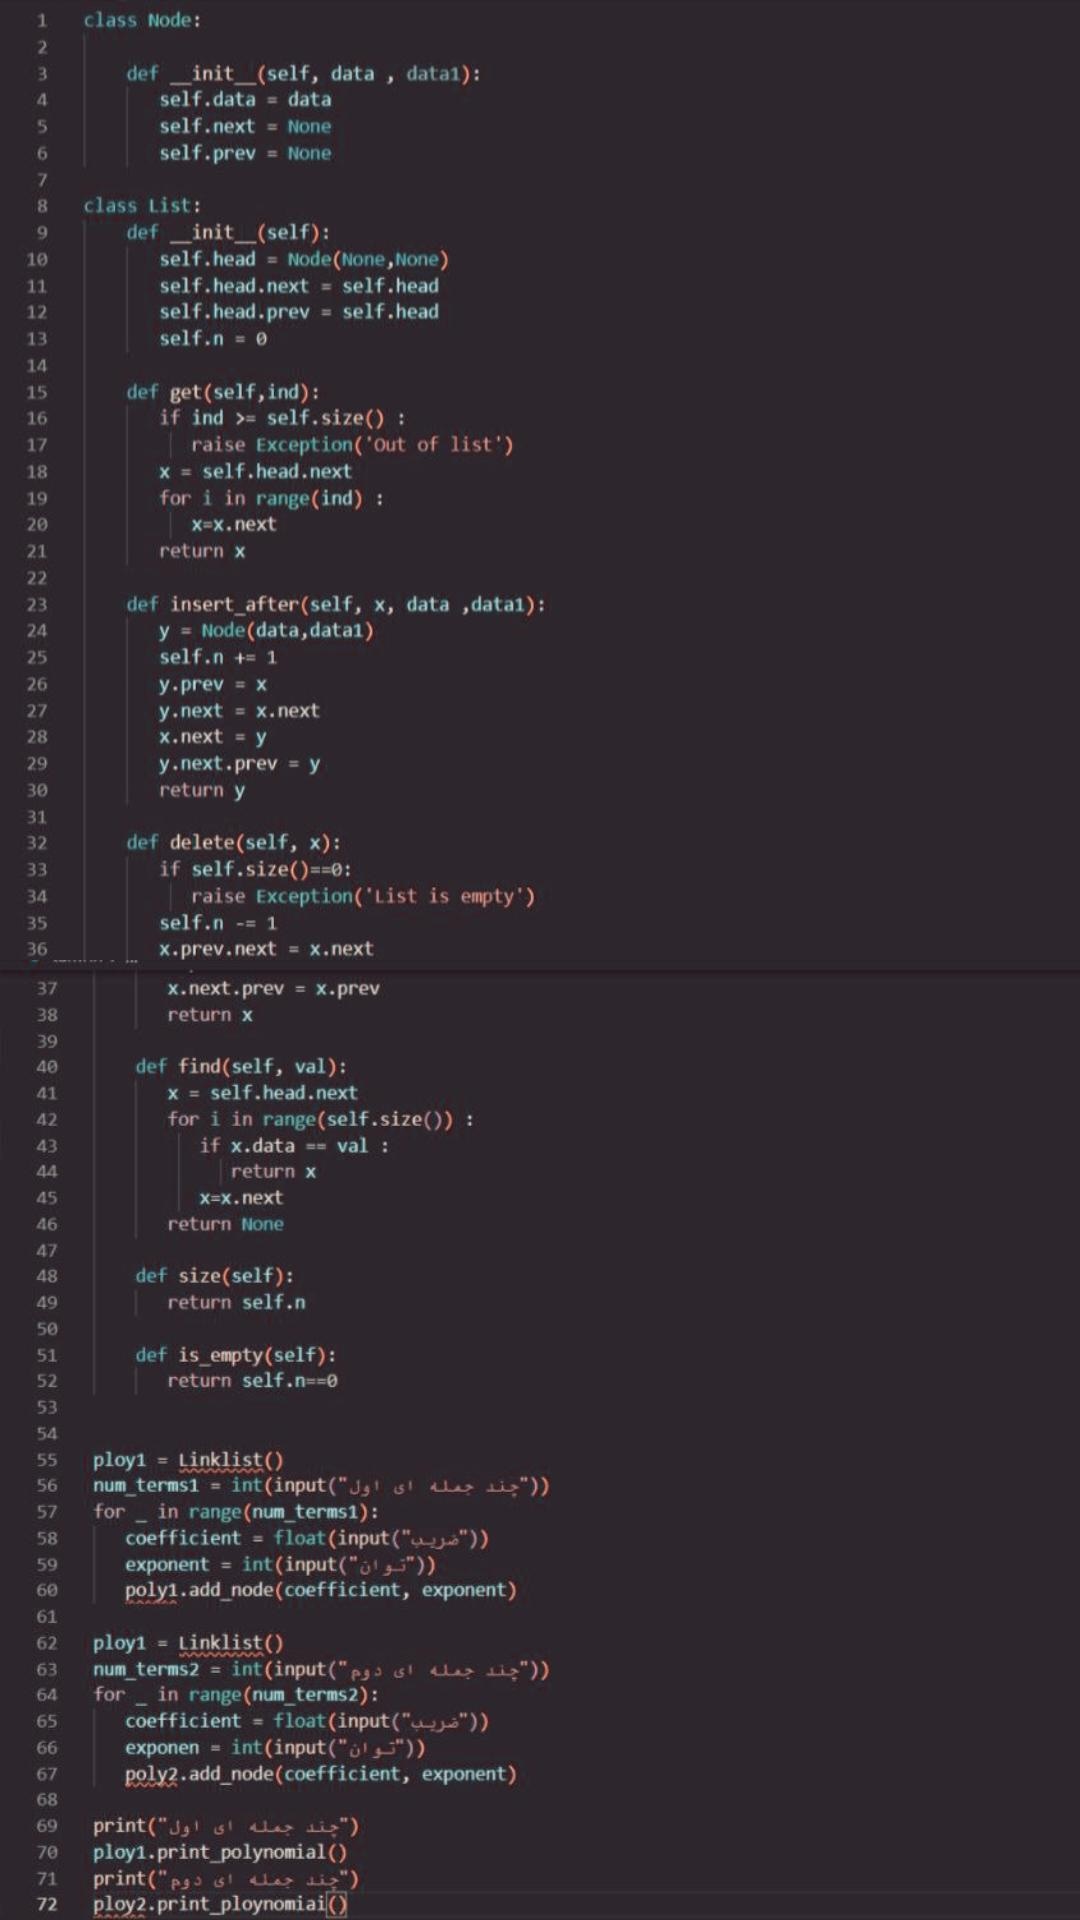 1 class Node:
2
3 def __init__(self, data , data1):
4 self.data = data
5 self.next = None
6 self.prev = None
7
8 class List:
9 def __init__(self):
10 self.head = Node(None,None)
11 self.head.next = self.head
12 self.head.prev = self.head
13 self.n = 0
14
15 def get(self,ind):
16 if ind >= self.size() :
17 raise Exception('Out of list')
18 x = self.head.next
19 for i in range(ind) :
20 x=x.next
21 return x
22
23 def insert_after(self, x, data ,data1):
24 y = Node(data,data1)
25 self.n += 1
26 y.prev = x
27 y.next = x.next
28 x.next = y
29 y.next.prev = y
30 return y
31
32 def delete(self, x):
33 if self.size()==0:
34 raise Exception('List is empty')
35 self.n -= 1
36 x.prev.next = x.next
37 x.next.prev = x.prev
38 return x
39
40 def find(self, val):
41 x = self.head.next
42 for i in range(self.size()) :
43 if x.data == val :
44 return x
45 x=x.next
46 return None
47
48 def size(self):
49 return self.n
50
51 def is_empty(self):
52 return self.n==0
53
54
55 ploy1 = Linklist()
56 num_terms1 = int(input("چند جمله ای اول"))
57 for _ in range(num_terms1):
58 coefficient = float(input("ضریب"))
59 exponent = int(input("توان"))
60 poly1.add_node(coefficient, exponent)
61
62 ploy1 = Linklist()
63 num_terms2 = int(input("چند جمله ای دوم"))
64 for _ in range(num_terms2):
65 coefficient = float(input("ضریب"))
66 exponen = int(input("توان"))
67 poly2.add_node(coefficient, exponent)
68
69 print("چند جمله ای اول")
70 ploy1.print_polynomial()
71 print("چند جمله ای دوم")
72 ploy2.print_ploynomiai()